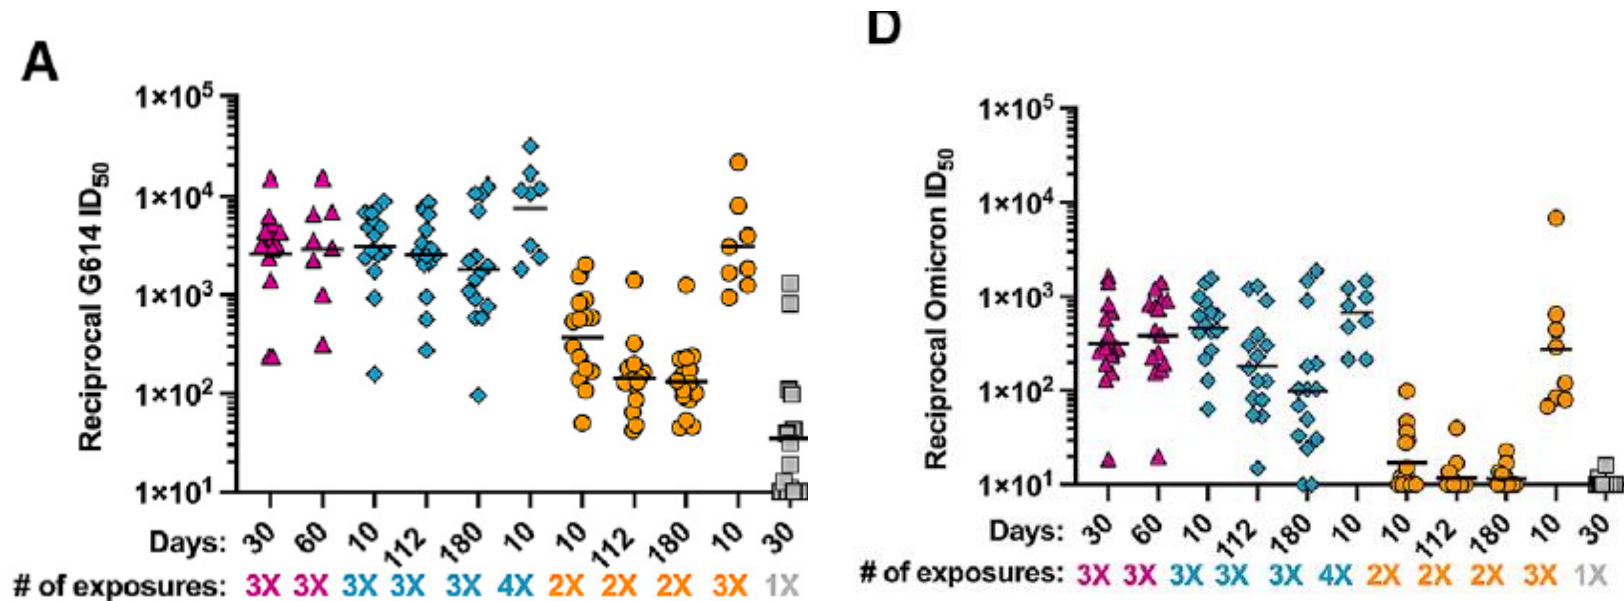 A
Reciprocal G614 ID50
1×10^5
1×10^4
1×10^3
1×10^2
1×10^1
Days: 30 60 10 112 180 10 10 112 180 10 30
# of exposures: 3X 3X 3X 3X 3X 4X 2X 2X 2X 3X 1X
D
Reciprocal Omicron ID50
1×10^5
1×10^4
1×10^3
1×10^2
1×10^1
Days: 30 60 10 112 180 10 10 112 180 10 30
# of exposures: 3X 3X 3X 3X 3X 4X 2X 2X 2X 3X 1X